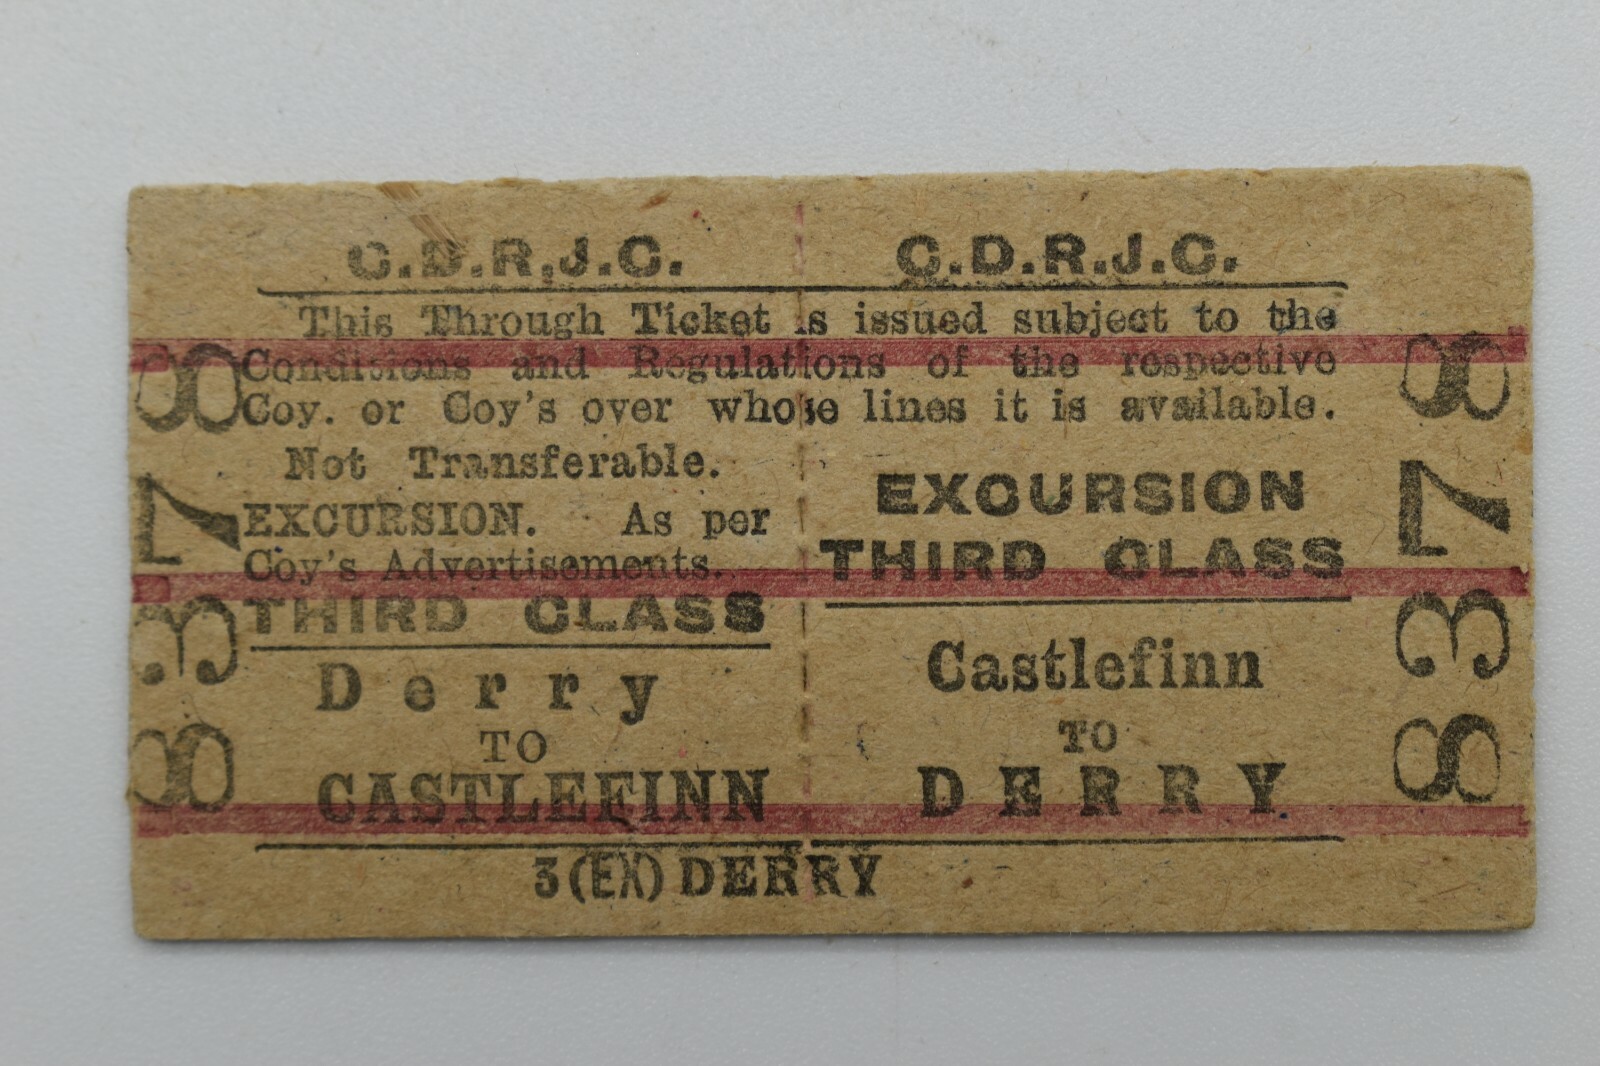 C.D.R.J.C. C.D.R.J.C.
This Through Ticket is issued subject to the
Conditions and Regulations of the respective
Coy. or Coy's over whose lines it is available.
Not Transferable.
EXCURSION. As per
Coy's Advertisements.
THIRD CLASS
Derry
TO
CASTLEFINN
EXCURSION
THIRD CLASS
Castlefinn
TO
DERRY
3(EX) DERRY
8378
8378